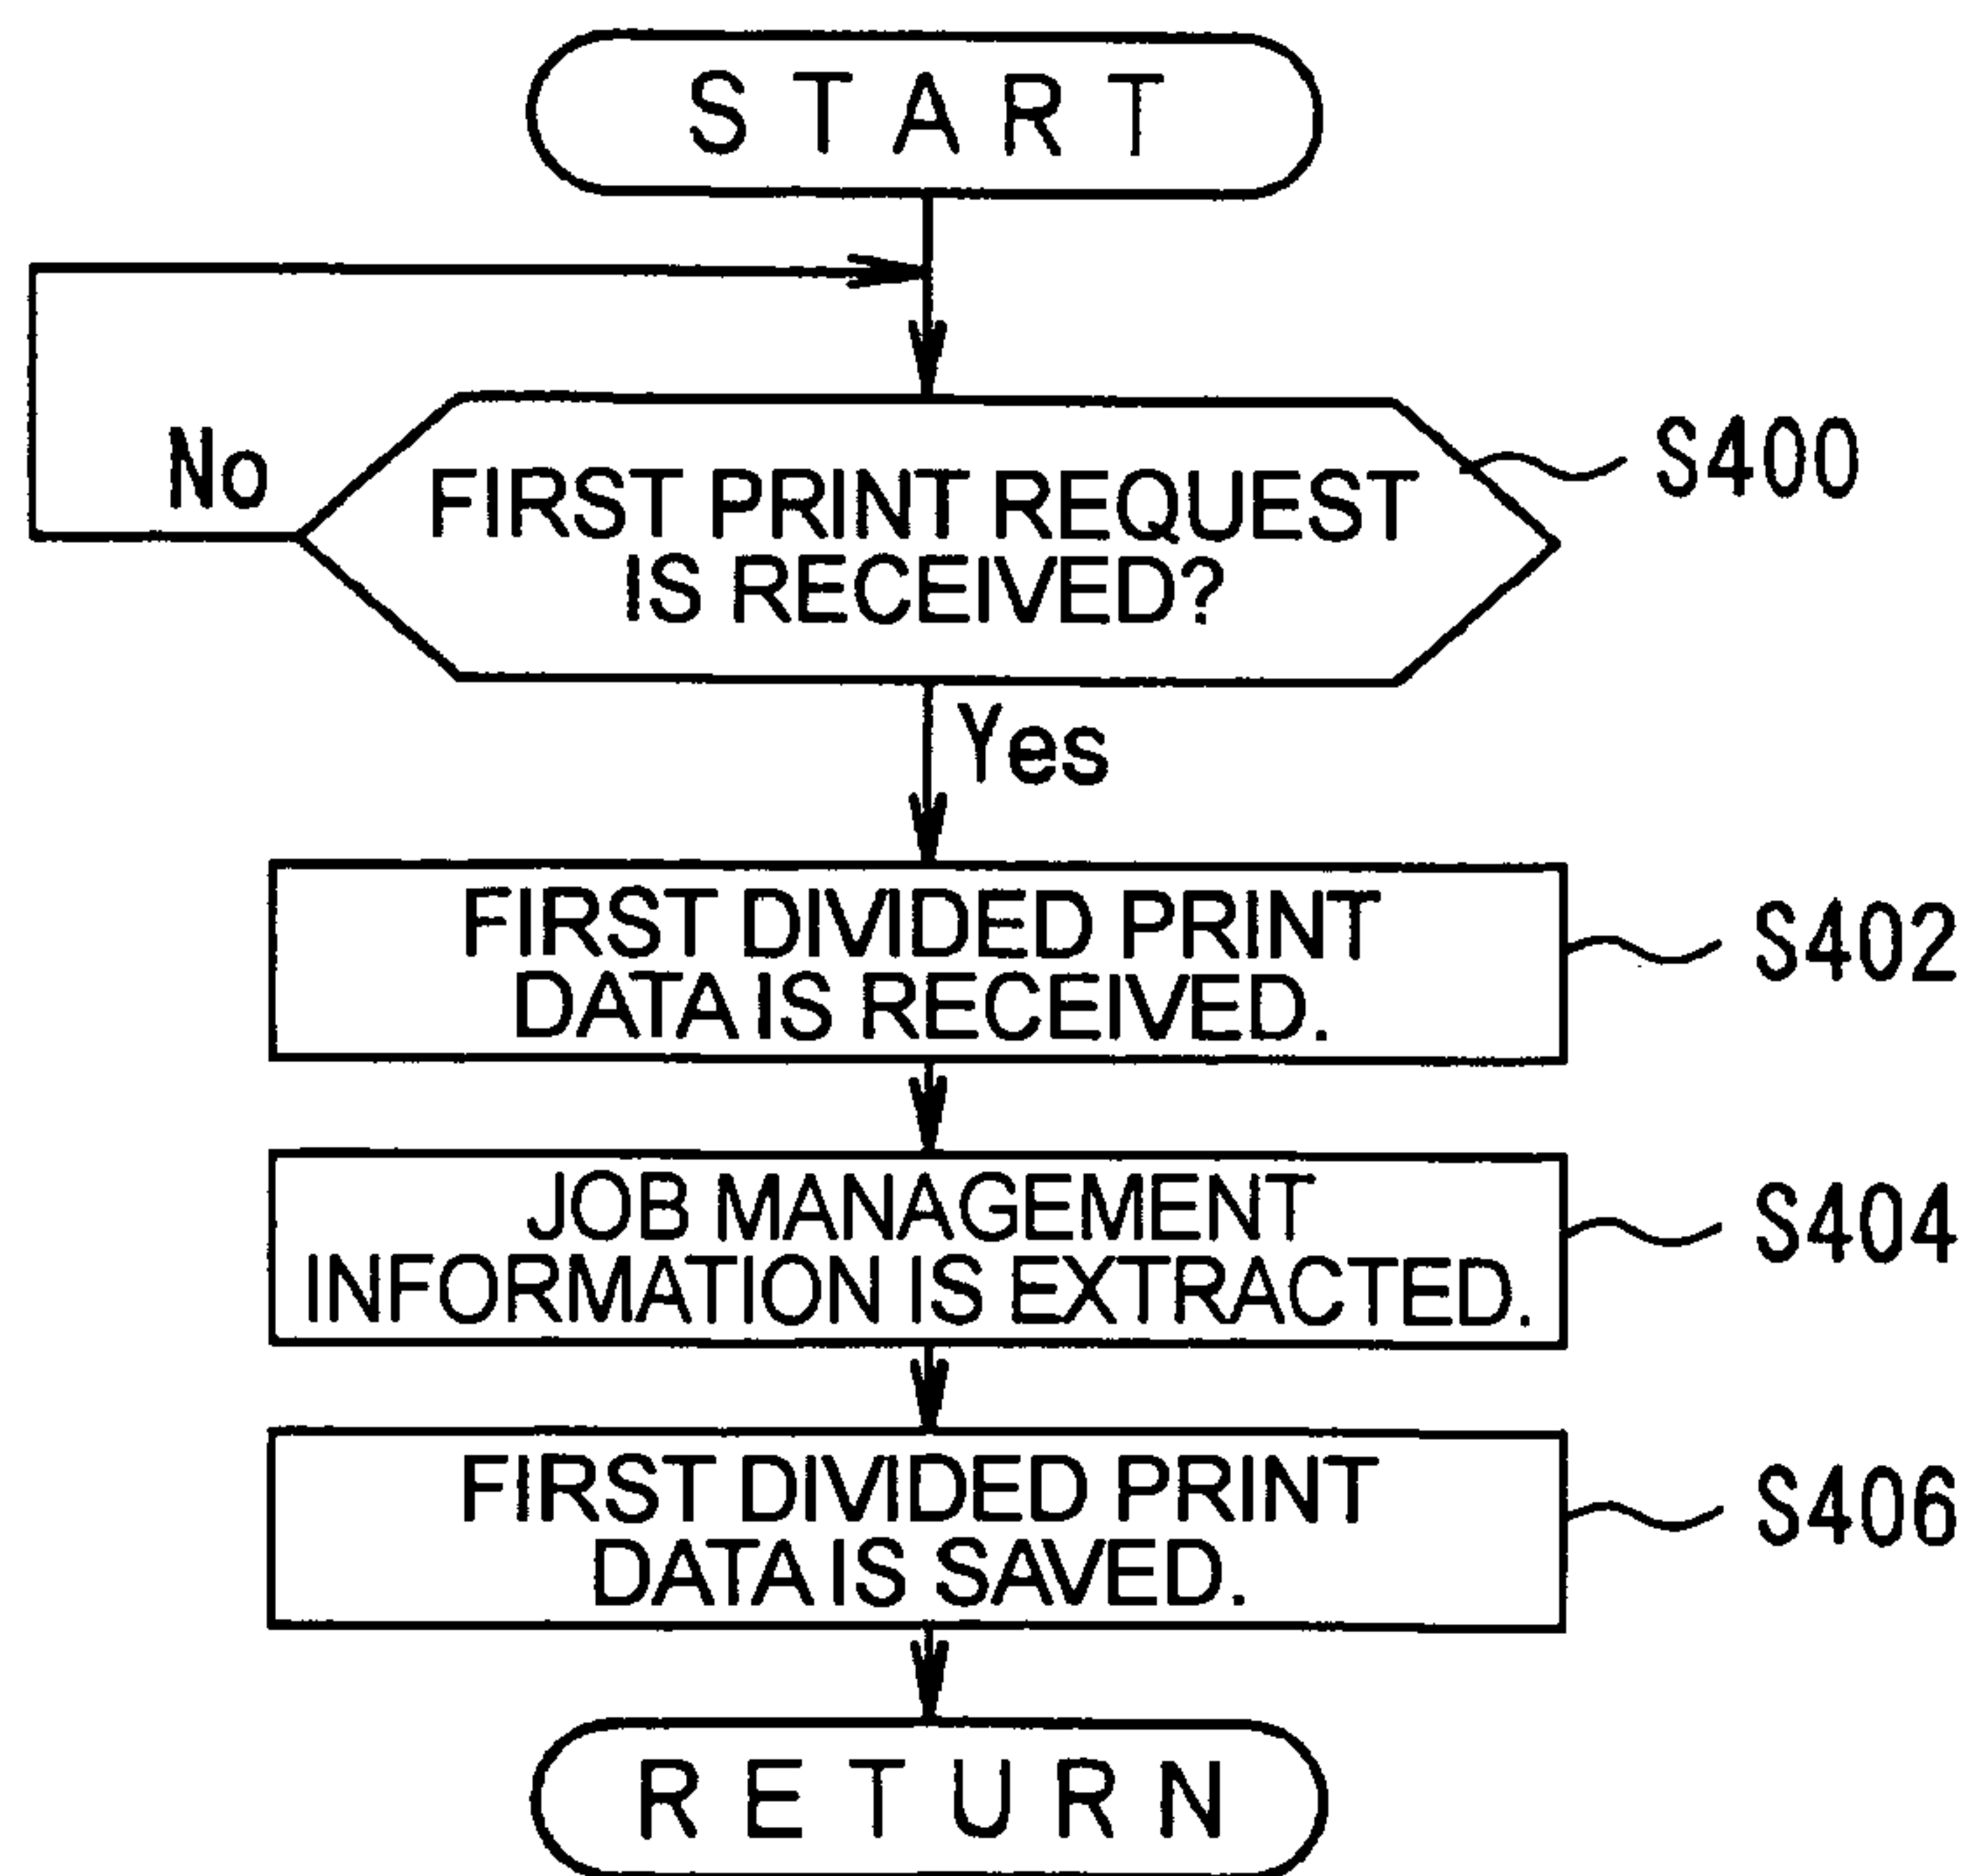 START
No
FIRST PRINT REQUEST
IS RECEIVED?
S400
Yes
FIRST DIVIDED PRINT
DATA IS RECEIVED.
S402
JOB MANAGEMENT
INFORMATION IS EXTRACTED.
S404
FIRST DIVIDED PRINT
DATA IS SAVED.
S406
RETURN